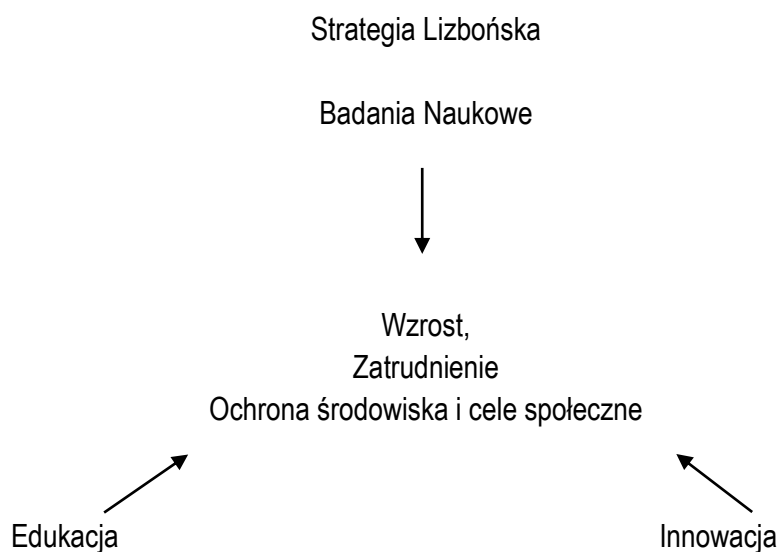 Strategia Lizbońska
Badania Naukowe
Wzrost,
Zatrudnienie
Ochrona środowiska i cele społeczne
Edukacja
Innowacja